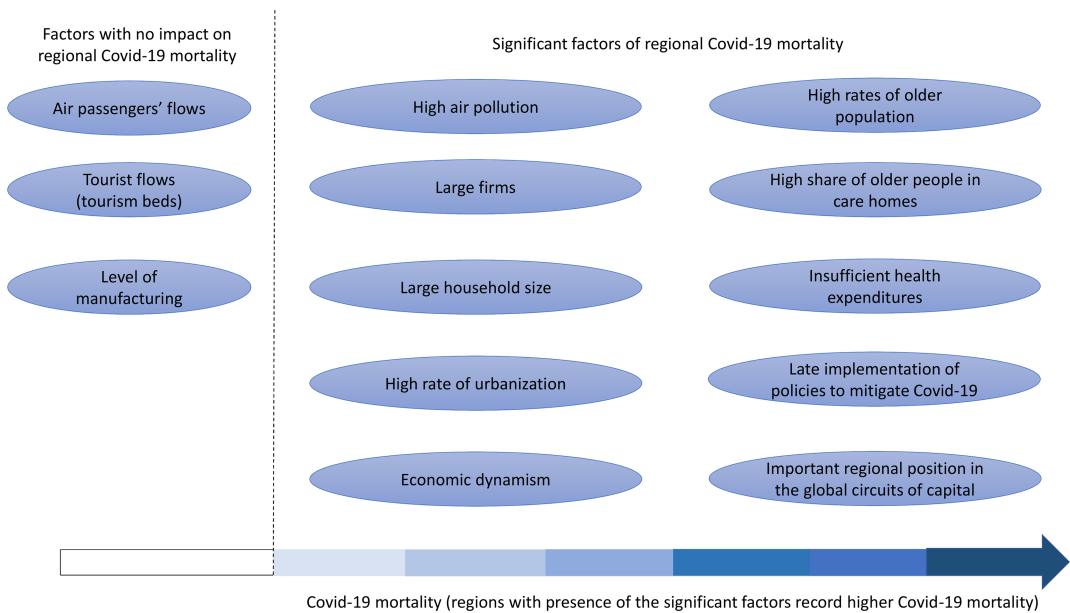 Factors with no impact on
regional Covid-19 mortality
Air passengers’ flows
Tourist flows
(tourism beds)
Level of
manufacturing
Significant factors of regional Covid-19 mortality
High air pollution
Large firms
Large household size
High rate of urbanization
Economic dynamism
High rates of older
population
High share of older people in
care homes
Insufficient health
expenditures
Late implementation of
policies to mitigate Covid-19
Important regional position in
the global circuits of capital
Covid-19 mortality (regions with presence of the significant factors record higher Covid-19 mortality)